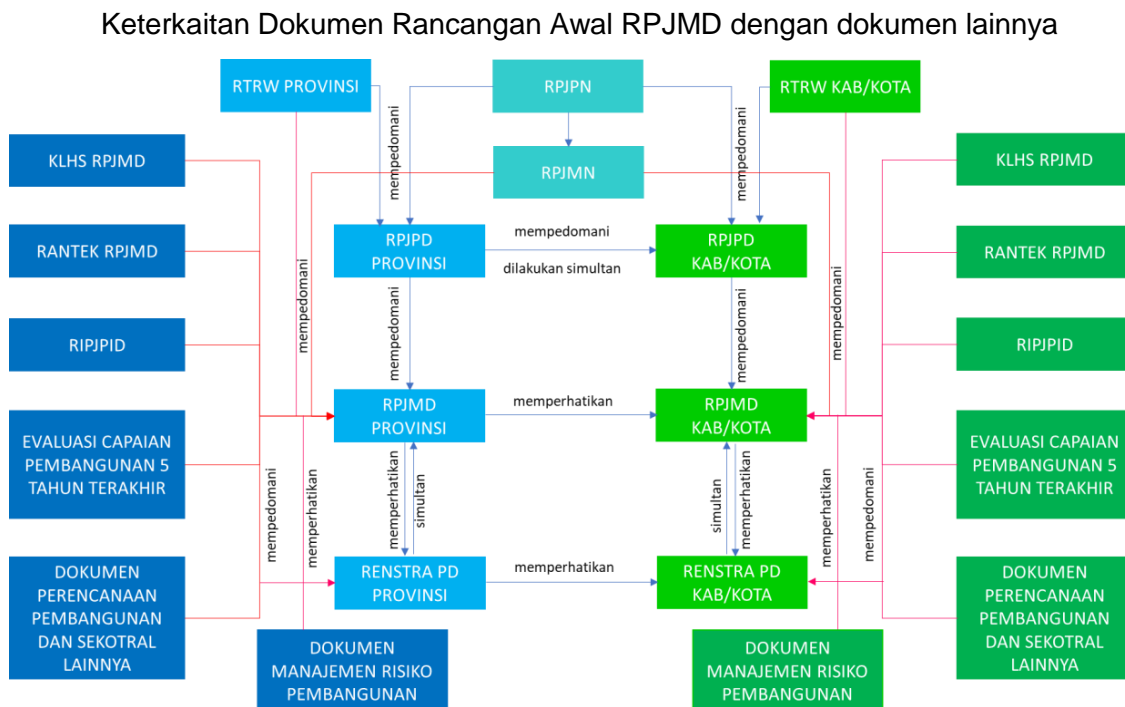 Keterkaitan Dokumen Rancangan Awal RPJMD dengan dokumen lainnya
RTRW PROVINSI
RPJPN
RTRW KAB/KOTA
mempedomani
mempedomani
KLHS RPJMD
RPJMN
KLHS RPJMD
RANTEK RPJMD
RPJPD
PROVINSI
mempedomani
dilakukan simultan
RPJPD
KAB/KOTA
RANTEK RPJMD
mempedomani
mempedomani
mempedomani
mempedomani
RIPJPID
RIPJPID
RPJMD
PROVINSI
memperhatikan
RPJMD
KAB/KOTA
EVALUASI CAPAIAN
PEMBANGUNAN 5
TAHUN TERAKHIR
EVALUASI CAPAIAN
PEMBANGUNAN 5
TAHUN TERAKHIR
mempedomani
memperhatikan
memperhatikan
simultan
simultan
memperhatikan
memperhatikan
mempedomani
RENSTRA PD
PROVINSI
memperhatikan
RENSTRA PD
KAB/KOTA
DOKUMEN
PERENCANAAN
PEMBANGUNAN
DAN SEKOTRAL
LAINNYA
DOKUMEN
MANAJEMEN RISIKO
PEMBANGUNAN
DOKUMEN
MANAJEMEN RISIKO
PEMBANGUNAN
DOKUMEN
PERENCANAAN
PEMBANGUNAN
DAN SEKOTRAL
LAINNYA